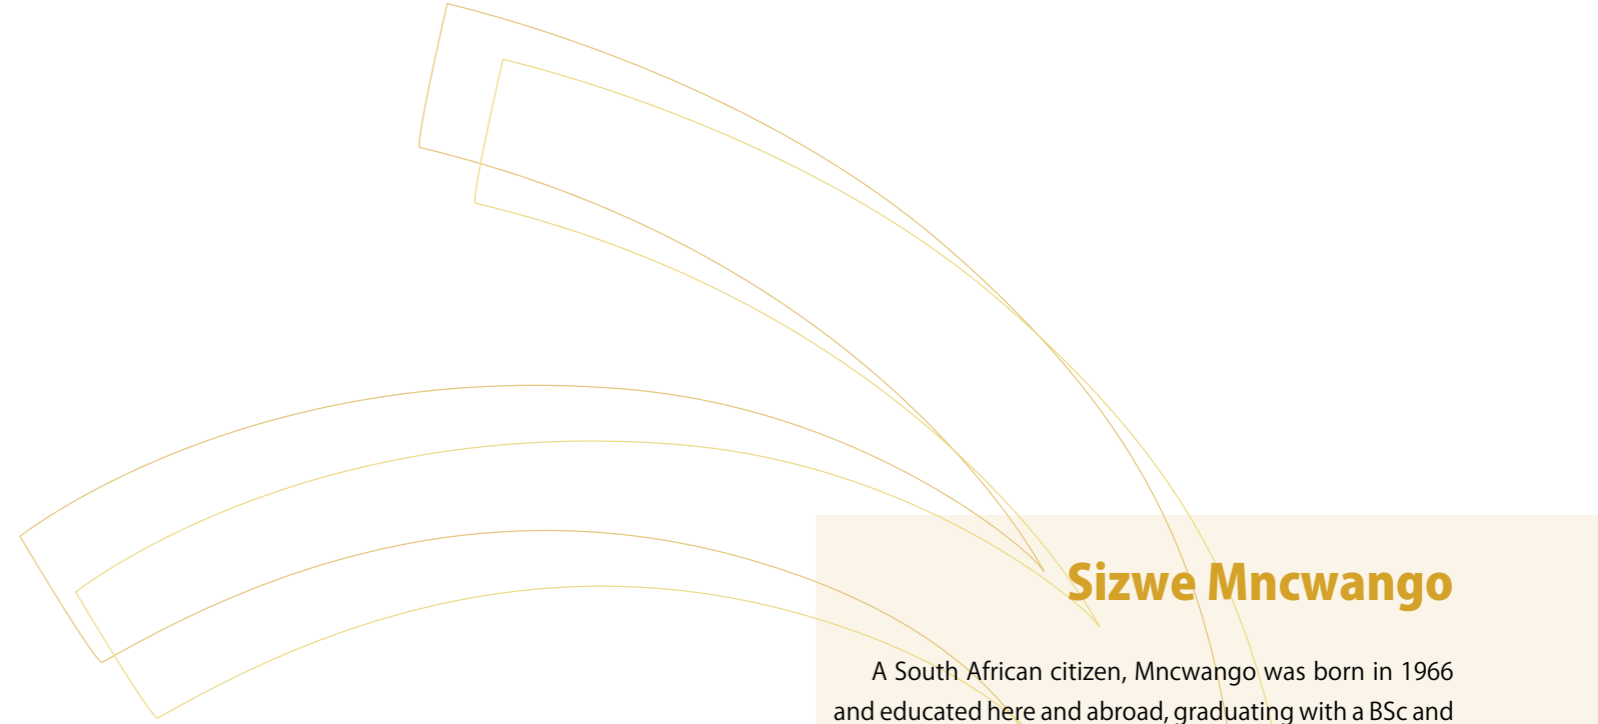 Sizwe Mncwango
A South African citizen, Mncwango was born in 1966
and educated here and abroad, graduating with a BSc and